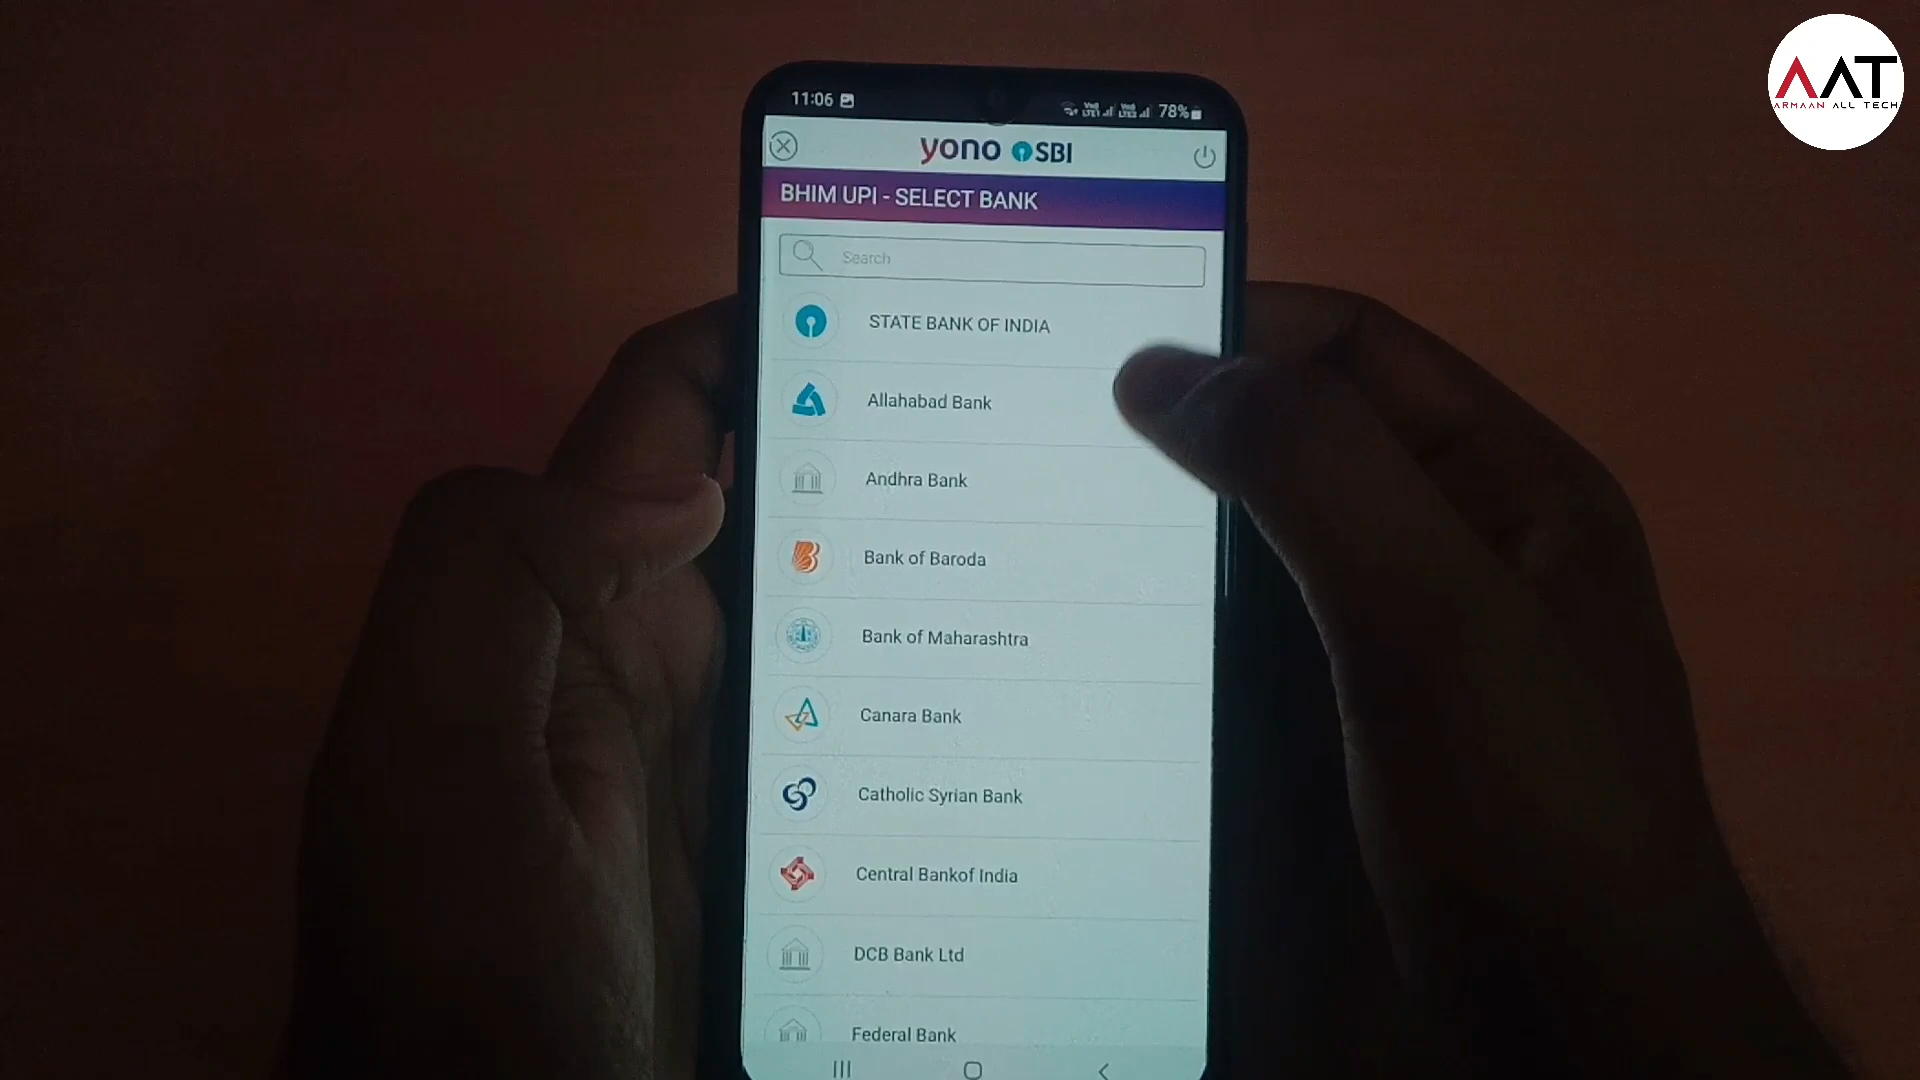 AAT
ARMAAN ALL TECH
11:06
78%
yono SBI
BHIM UPI - SELECT BANK
Search
STATE BANK OF INDIA
Allahabad Bank
Andhra Bank
Bank of Baroda
Bank of Maharashtra
Canara Bank
Catholic Syrian Bank
Central Bankof India
DCB Bank Ltd
Federal Bank